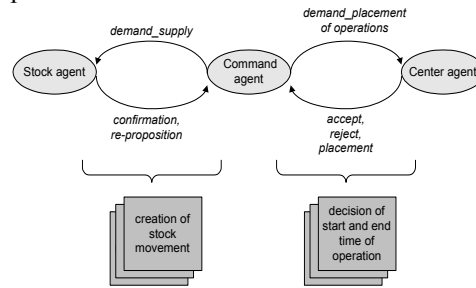 demand_supply
demand_placement
of operations
Stock agent
Command
agent
Center agent
confirmation,
re-proposition
accept,
reject,
placement
creation of
stock
movement
decision of
start and end
time of
operation